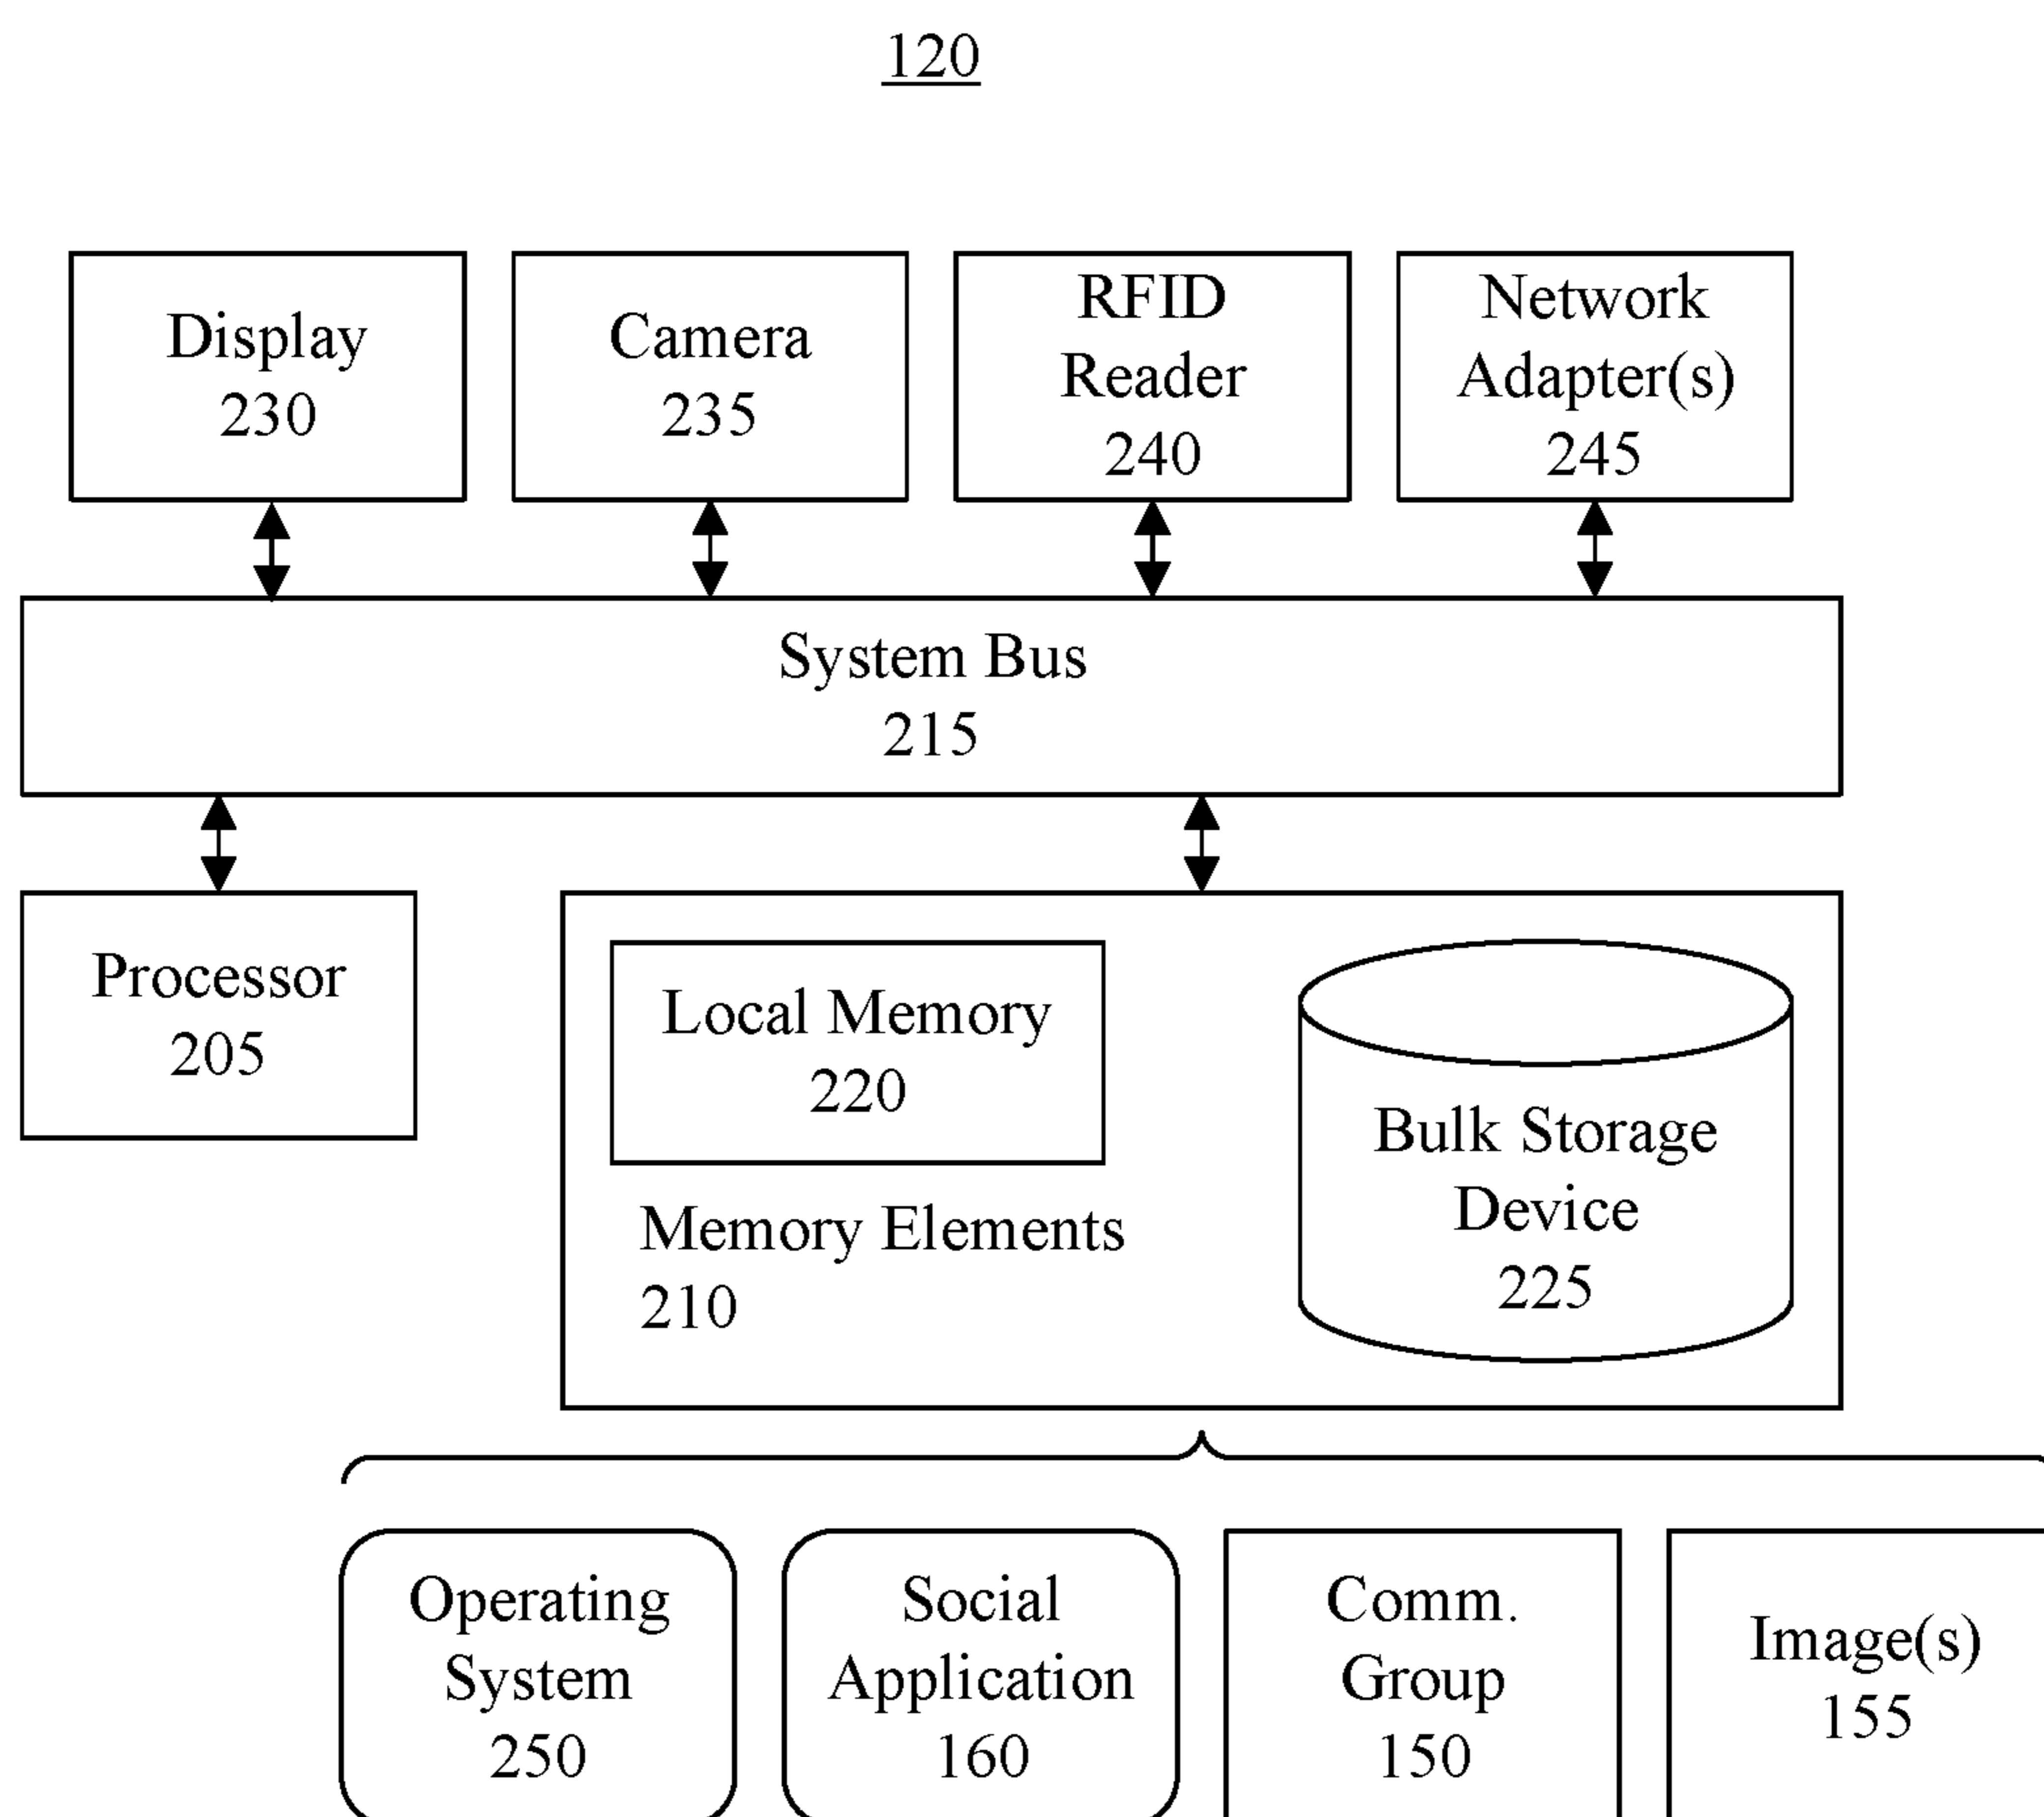 120
Display
230
Camera
235
RFID
Reader
240
Network
Adapter(s)
245
System Bus
215
Processor
205
Local Memory
220
Memory Elements
210
Bulk Storage
Device
225
Operating
System
250
Social
Application
160
Comm.
Group
150
Image(s)
155